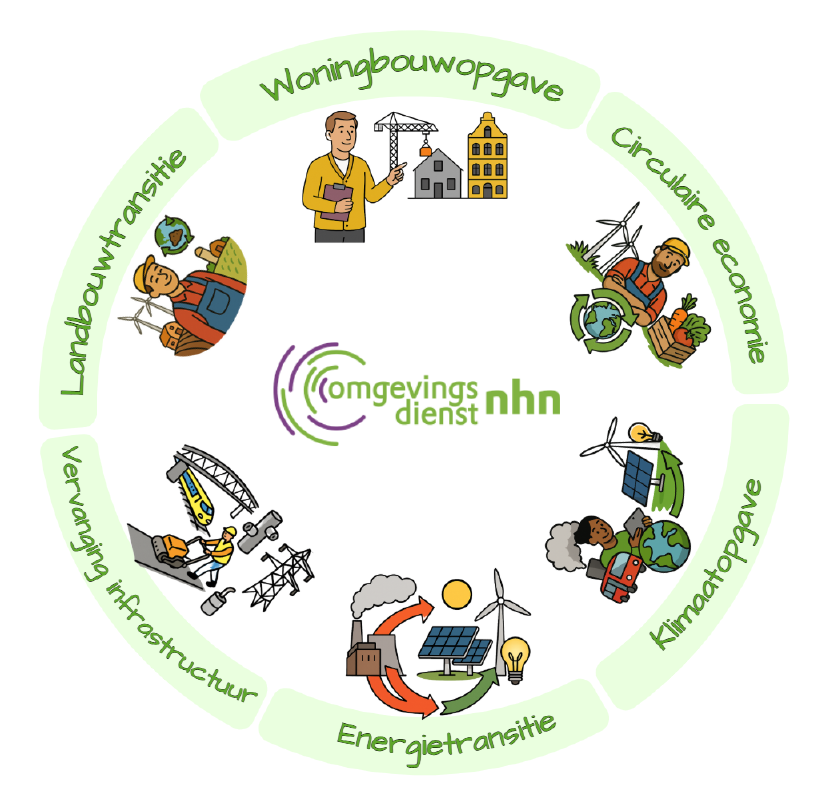 Woningbouwopgave
Circulaire economie
Klimaatopgave
Energietransitie
Vervanging infrastructuur
Landbouwtransitie
omgevings
dienst nhn